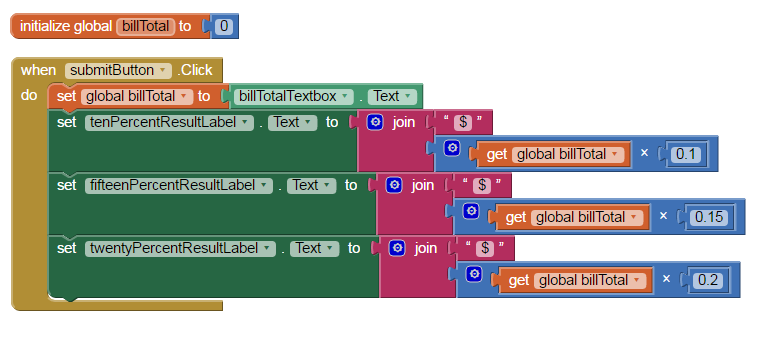 initialize global billTotal to 0
when submitButton .Click
do set global billTotal to billTotalTextbox . Text
set tenPercentResultLabel . Text to join " $ "
get global billTotal × 0.1
set fifteenPercentResultLabel . Text to join " $ "
get global billTotal × 0.15
set twentyPercentResultLabel . Text to join " $ "
get global billTotal × 0.2